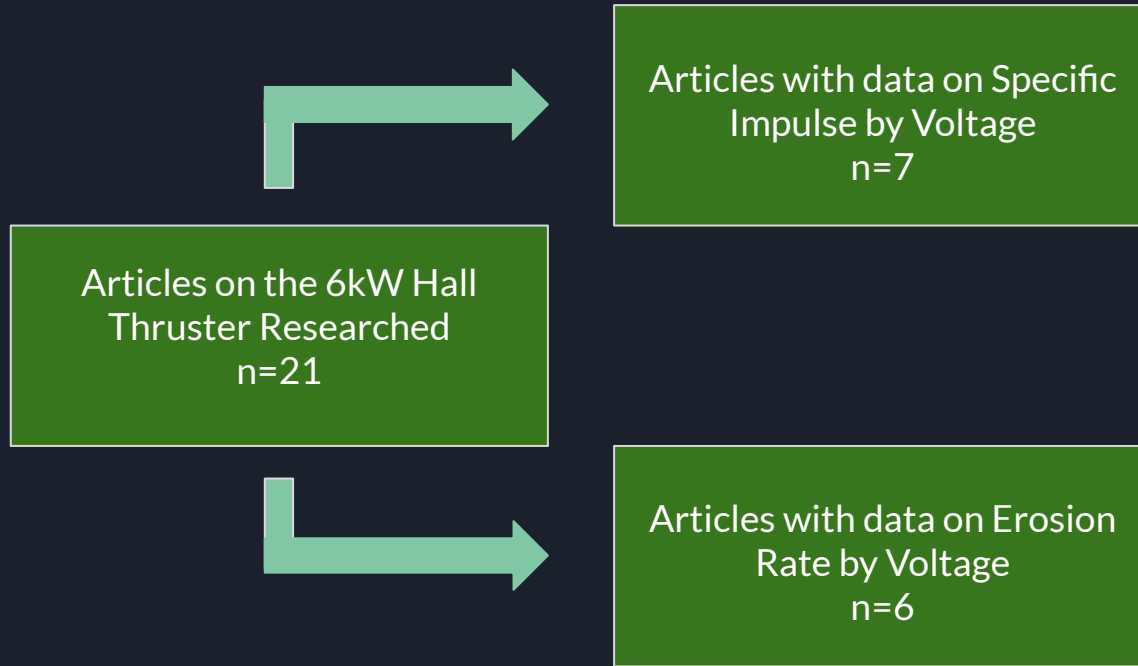 Articles with data on Specific
Impulse by Voltage
n=7
Articles on the 6kW Hall
Thruster Researched
n=21
Articles with data on Erosion
Rate by Voltage
n=6